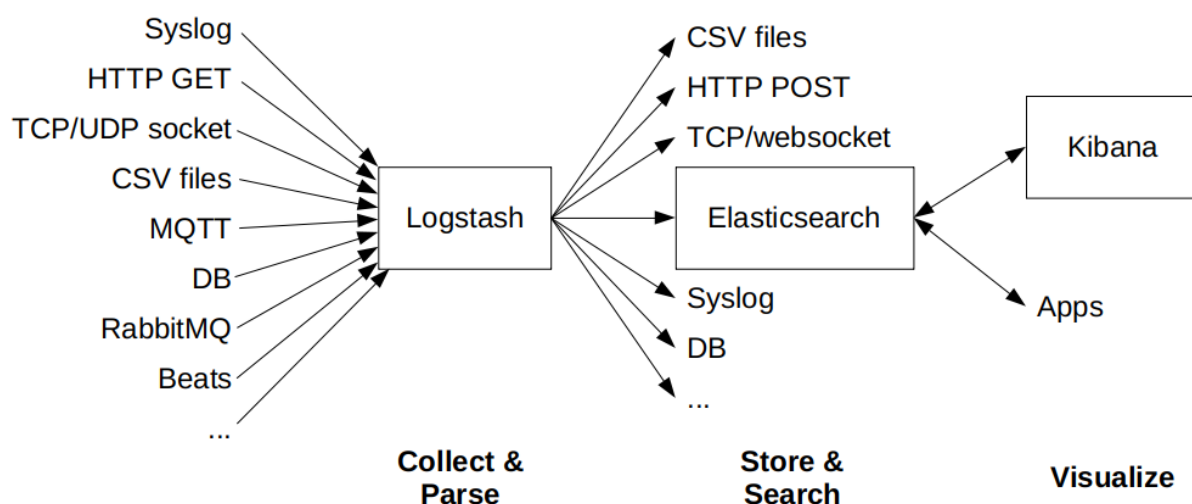 Syslog
HTTP GET
TCP/UDP socket
CSV files
MQTT
DB
RabbitMQ
Beats
...
Logstash
CSV files
HTTP POST
TCP/websocket
Elasticsearch
Syslog
DB
...
Kibana
Apps
Collect &
Parse
Store &
Search
Visualize